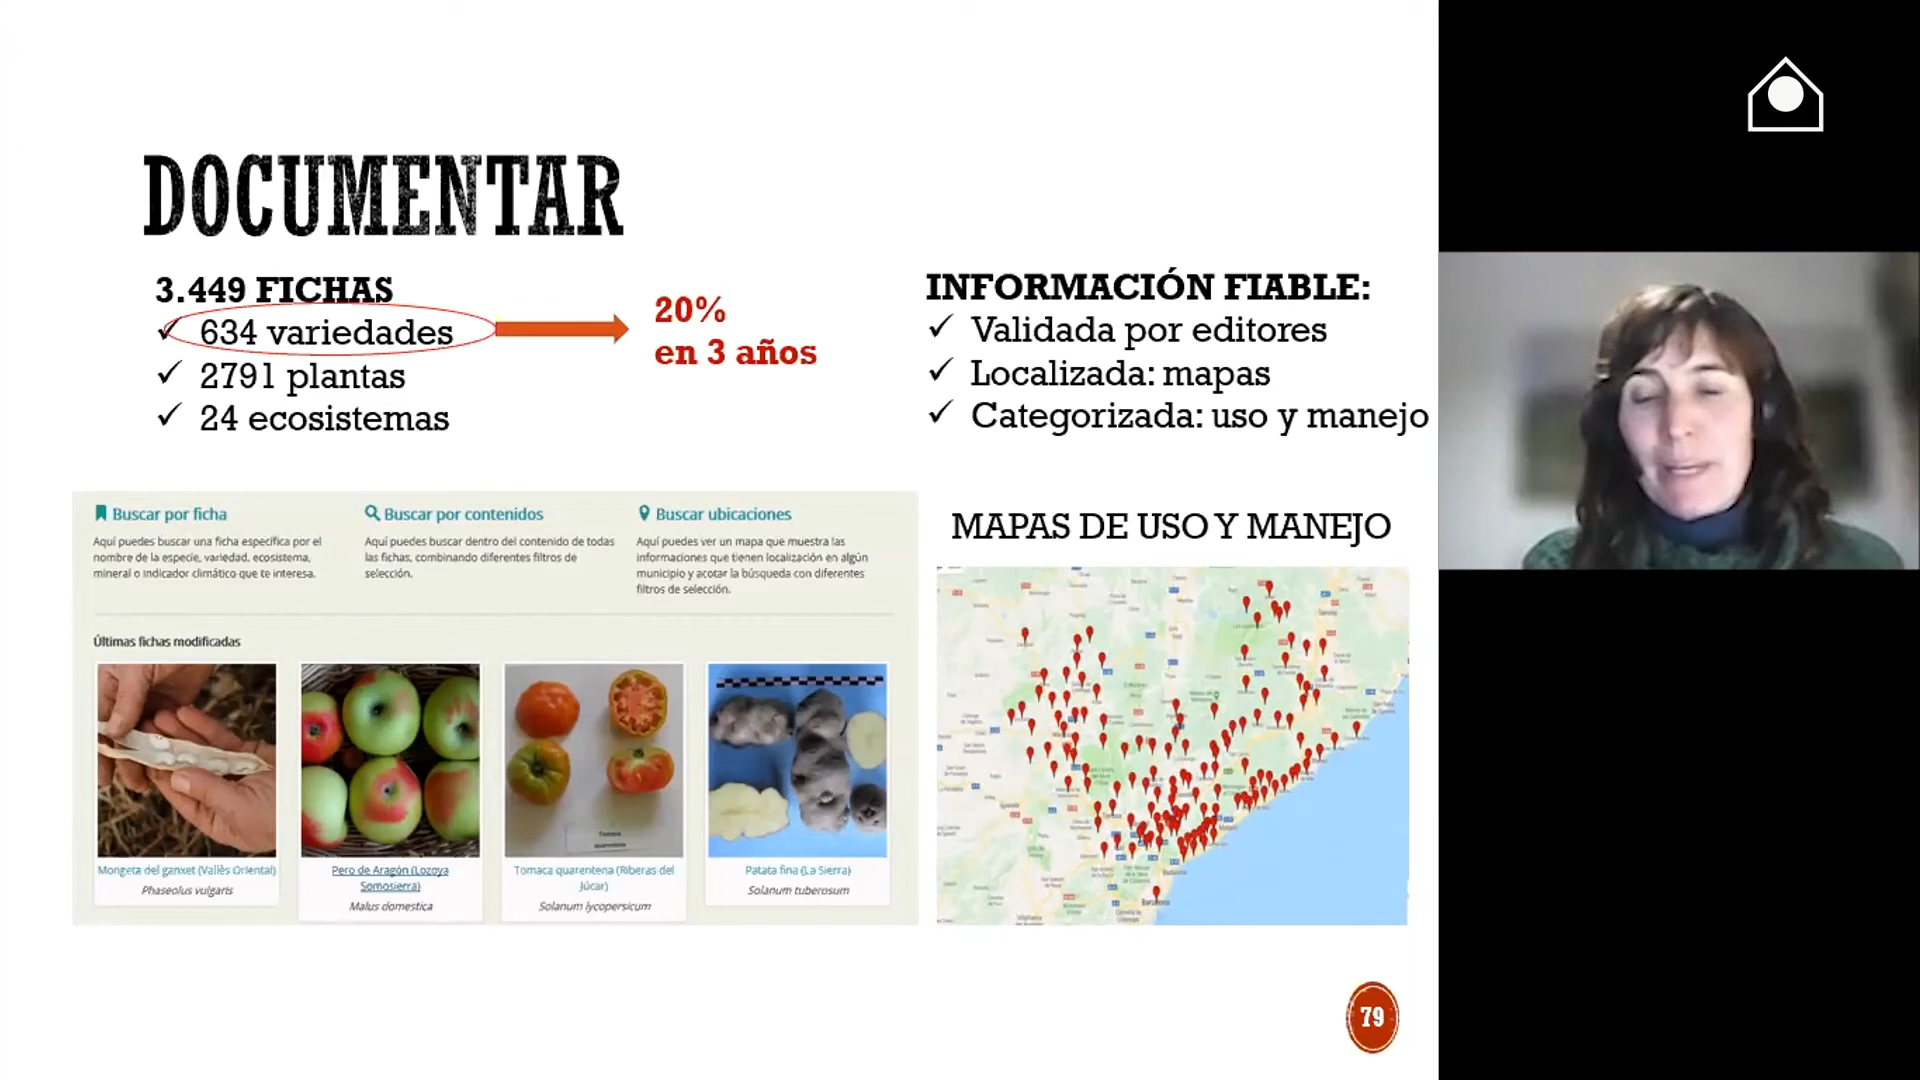 DOCUMENTAR
3.449 FICHAS
✓ 634 variedades
✓ 2791 plantas
✓ 24 ecosistemas
20%
en 3 años
INFORMACIÓN FIABLE:
✓ Validada por editores
✓ Localizada: mapas
✓ Categorizada: uso y manejo
Buscar por ficha
Aquí puedes buscar una ficha específica por el
nombre de la especie, variedad, ecosistema,
mineral o indicador climático que te interesa.
Buscar por contenidos
Aquí puedes buscar dentro del contenido de todas
las fichas, combinando diferentes filtros de
selección.
Buscar ubicaciones
Aquí puedes ver un mapa que muestra las
informaciones que tienen localización en algún
municipio y acotar la búsqueda con diferentes
filtros de selección.
Últimas fichas modificadas
Mongeta del ganxet (Vallès Oriental)
Phaseolus vulgaris
Pero de Aragón (Lozoya
Somosierra)
Malus domestica
Tomaca
quarentena
Tomaca quarentena (Riberas del
Júcar)
Solanum lycopersicum
Patata fina (La Sierra)
Solanum tuberosum
MAPAS DE USO Y MANEJO
Barcelona
79